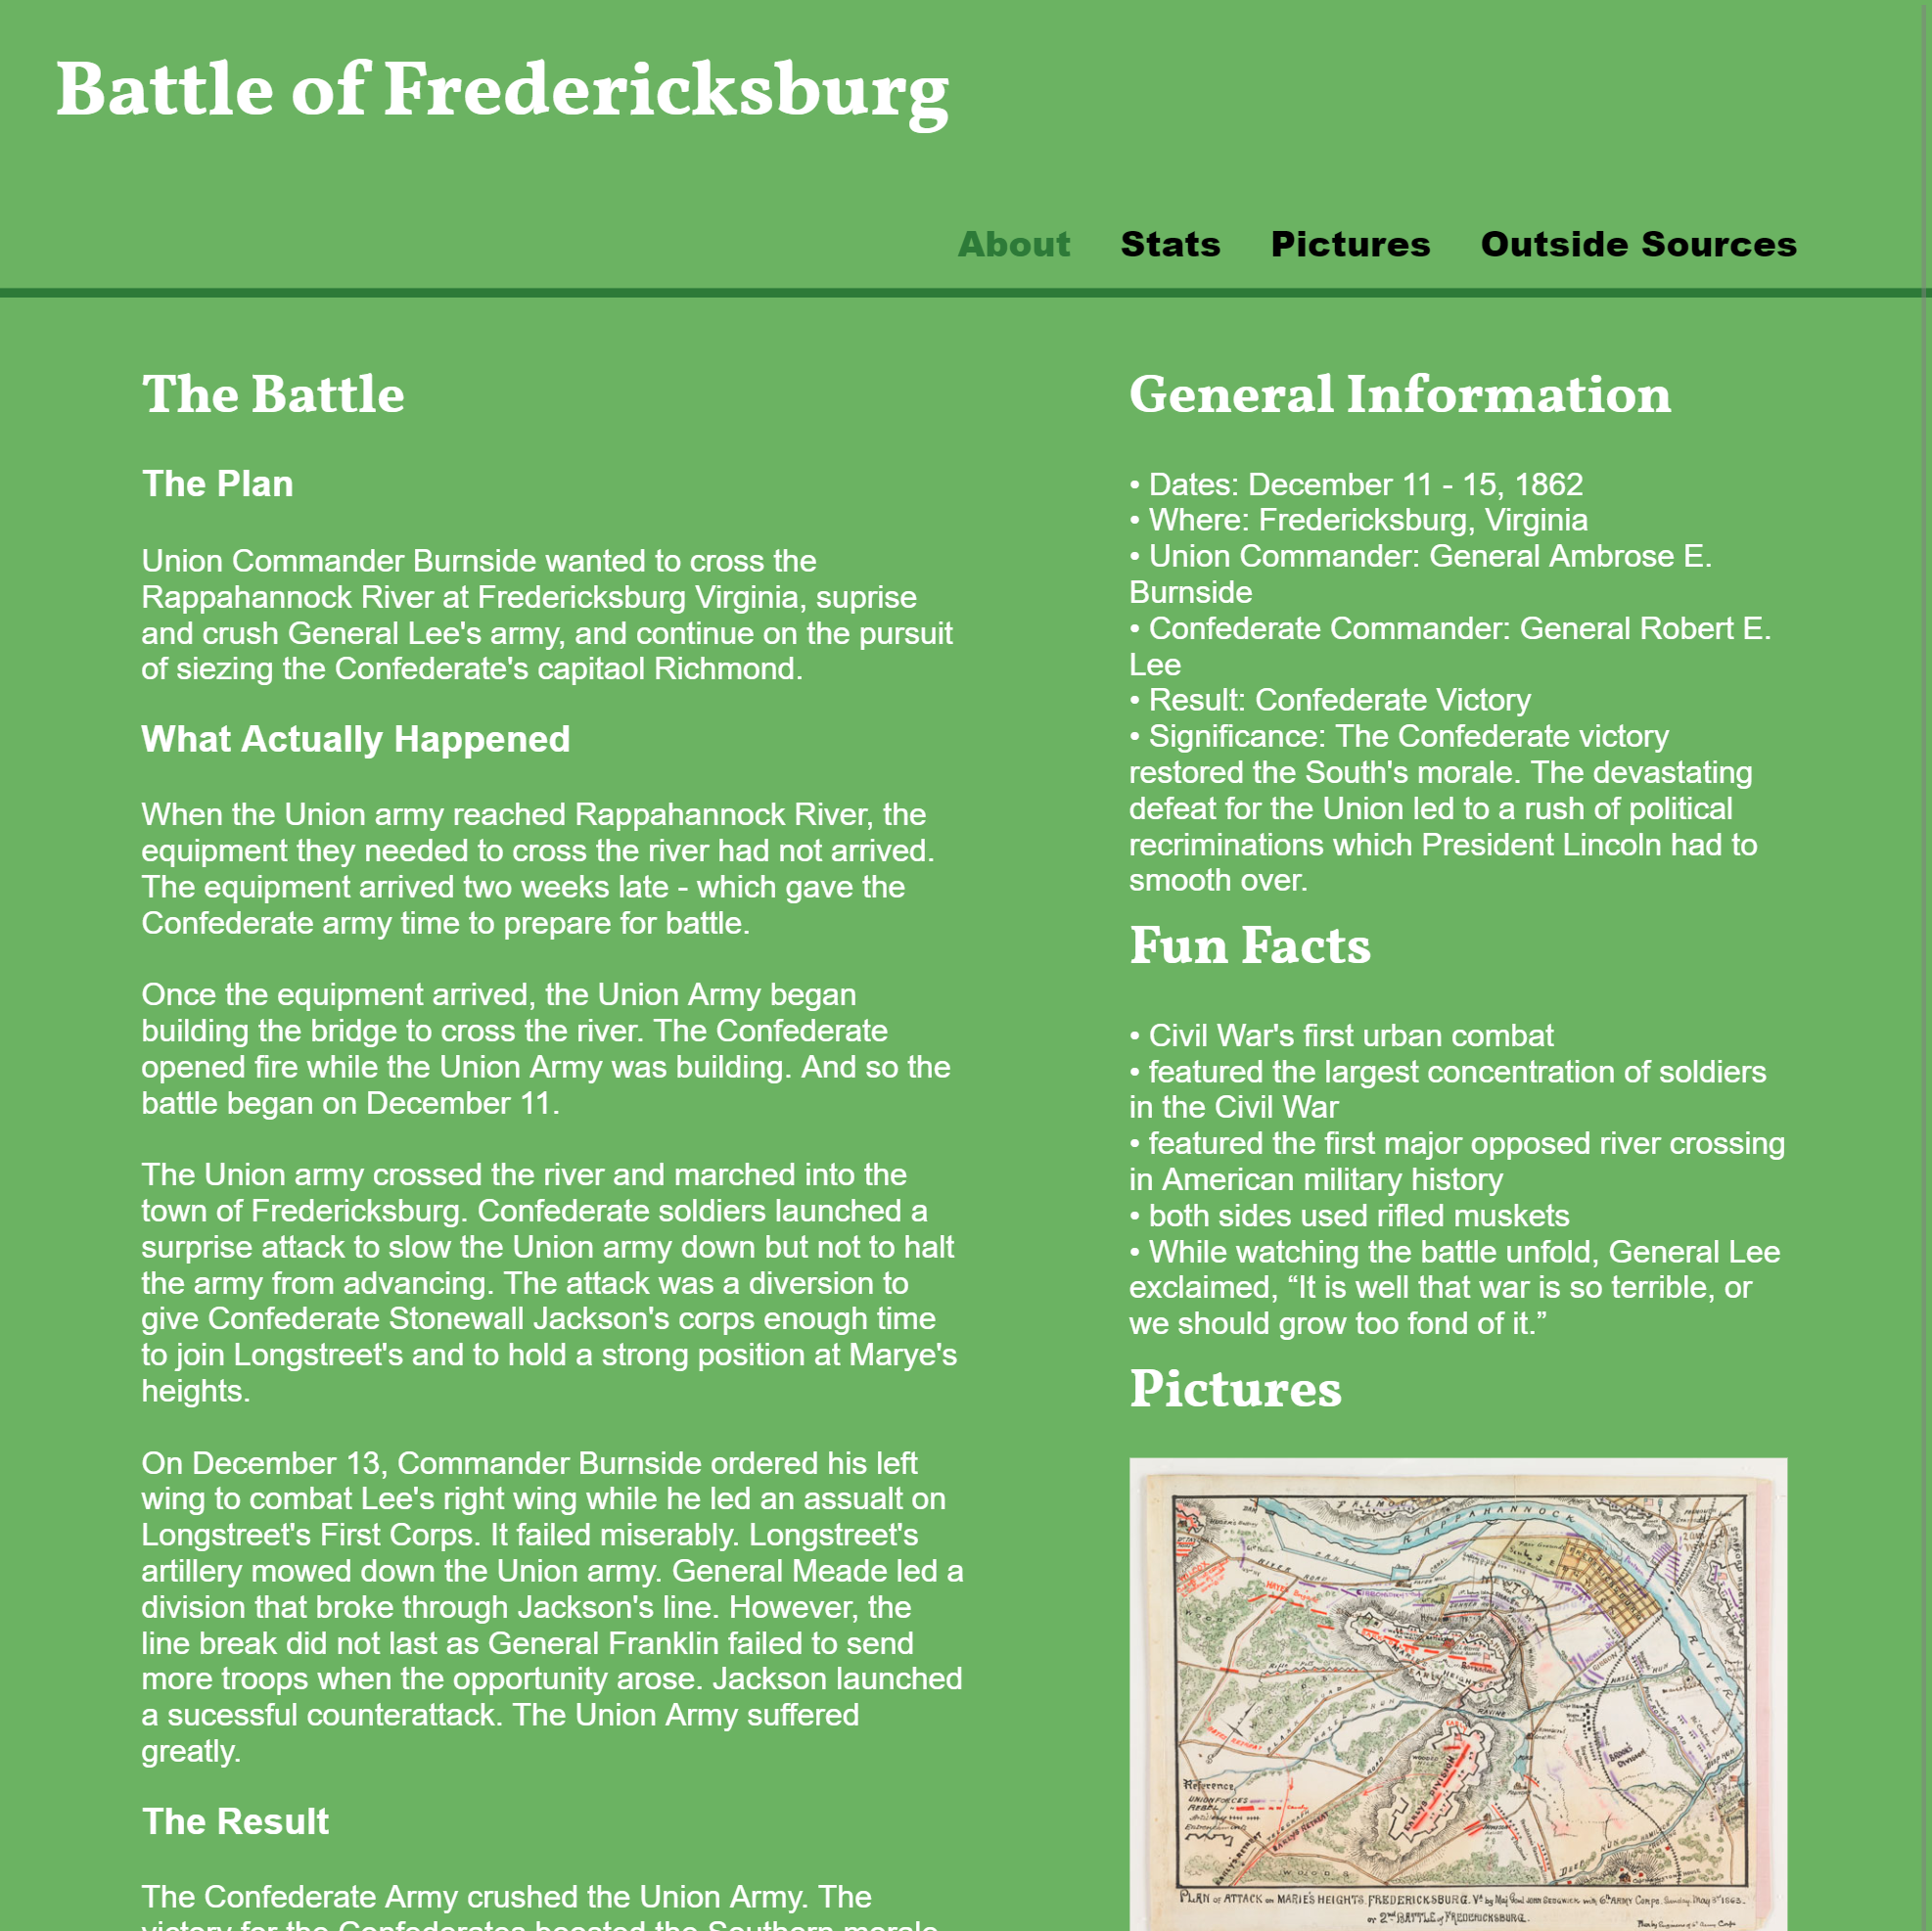 Battle of Fredericksburg
About Stats Pictures Outside Sources
The Battle
The Plan
Union Commander Burnside wanted to cross the
Rappahannock River at Fredericksburg Virginia, suprise
and crush General Lee's army, and continue on the pursuit
of siezing the Confederate's capitaol Richmond.
What Actually Happened
When the Union army reached Rappahannock River, the
equipment they needed to cross the river had not arrived.
The equipment arrived two weeks late - which gave the
Confederate army time to prepare for battle.
Once the equipment arrived, the Union Army began
building the bridge to cross the river. The Confederate
opened fire while the Union Army was building. And so the
battle began on December 11.
The Union army crossed the river and marched into the
town of Fredericksburg. Confederate soldiers launched a
surprise attack to slow the Union army down but not to halt
the army from advancing. The attack was a diversion to
give Confederate Stonewall Jackson's corps enough time
to join Longstreet's and to hold a strong position at Marye's
heights.
On December 13, Commander Burnside ordered his left
wing to combat Lee's right wing while he led an assualt on
Longstreet's First Corps. It failed miserably. Longstreet's
artillery mowed down the Union army. General Meade led a
division that broke through Jackson's line. However, the
line break did not last as General Franklin failed to send
more troops when the opportunity arose. Jackson launched
a sucessful counterattack. The Union Army suffered
greatly.
The Result
The Confederate Army crushed the Union Army. The
victory for the Confederates boosted the Southern morale
General Information
• Dates: December 11 - 15, 1862
• Where: Fredericksburg, Virginia
• Union Commander: General Ambrose E.
Burnside
• Confederate Commander: General Robert E.
Lee
• Result: Confederate Victory
• Significance: The Confederate victory
restored the South's morale. The devastating
defeat for the Union led to a rush of political
recriminations which President Lincoln had to
smooth over.
Fun Facts
• Civil War's first urban combat
• featured the largest concentration of soldiers
in the Civil War
• featured the first major opposed river crossing
in American military history
• both sides used rifled muskets
• While watching the battle unfold, General Lee
exclaimed, “It is well that war is so terrible, or
we should grow too fond of it.”
Pictures
RAPPAHANNOCK
RIVER
CANAL
RIVER ROAD
EARLY'S DIVISION
RAVINE
Reference
UNION FORCES
REBEL
EARLY'S RETREAT
WOODS
PLAN of ATTACK on MARIE'S HEIGHTS. FREDERICKSBURG. Va by Maj Genl JOHN SEDGWICK with 6th ARMY Corps. Sunday May 3rd 1863.
or 2nd BATTLE of FREDERICKSBURG.